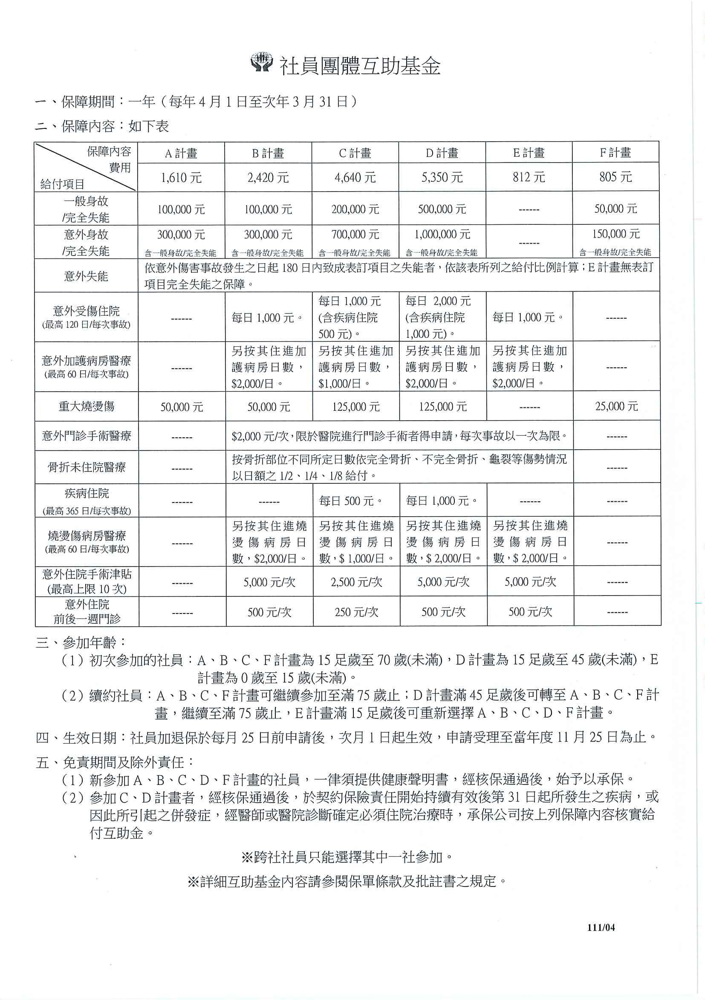 社員團體互助基金
一、保障期間：一年（每年 4 月 1 日至次年 3 月 31 日）
二、保障內容：如下表
保障內容
費用
給付項目
A 計畫 B 計畫 C 計畫 D 計畫 E 計畫 F 計畫
1,610 元 2,420 元 4,640 元 5,350 元 812 元 805 元
一般身故
/完全失能
100,000 元 100,000 元 200,000 元 500,000 元 ------ 50,000 元
意外身故
/完全失能
300,000 元 300,000 元 700,000 元 1,000,000 元 ------ 150,000 元
含一般身故/完全失能 含一般身故/完全失能 含一般身故/完全失能 含一般身故/完全失能 含一般身故/完全失能
意外失能
依意外傷害事故發生之日起 180 日內致成表訂項目之失能者，依該表所列之給付比例計算；E 計畫無表訂
項目完全失能之保障。
意外受傷住院
(最高 120 日/每次事故)
------
每日 1,000 元。
每日 1,000 元
(含疾病住院
500 元)。
每日 2,000 元
(含疾病住院
1,000 元)。
每日 1,000 元。
------
意外加護病房醫療
(最高 60 日/每次事故)
------
另按其住進加
護病房日數，
$2,000/日。
另按其住進加
護病房日數，
$1,000/日。
另按其住進加
護病房日數，
$2,000/日。
另按其住進加
護病房日數，
$2,000/日。
------
重大燒燙傷 50,000 元 50,000 元 125,000 元 125,000 元 ------ 25,000 元
意外門診手術醫療 ------ $2,000 元/次，限於醫院進行門診手術者得申請，每次事故以一次為限。 ------
骨折未住院醫療
------
按骨折部位不同所定日數依完全骨折、不完全骨折、龜裂等傷勢情況
以日額之 1/2、1/4、1/8 給付。
------
疾病住院
(最高 365 日/每次事故)
------ ------ 每日 500 元。 每日 1,000 元。 ------ ------
燒燙傷病房醫療
(最高 60 日/每次事故)
------
另按其住進燒
燙傷病房日
數，$2,000/日。
另按其住進燒
燙傷病房日
數，$ 1,000/日。
另按其住進燒
燙傷病房日
數，$ 2,000/日。
另按其住進燒
燙傷病房日
數，$ 2,000/日。
------
意外住院手術津貼
(最高上限 10 次)
------ 5,000 元/次 2,500 元/次 5,000 元/次 5,000 元/次 ------
意外住院
前後一週門診
------ 500 元/次 250 元/次 500 元/次 500 元/次 ------
三、參加年齡：
（1）初次參加的社員：A、B、C、F 計畫為 15 足歲至 70 歲(未滿)，D 計畫為 15 足歲至 45 歲(未滿)，E
計畫為 0 歲至 15 歲(未滿)。
（2）續約社員：A、B、C、F 計畫可繼續參加至滿 75 歲止；D 計畫滿 45 足歲後可轉至 A、B、C、F 計
畫，繼續至滿 75 歲止，E 計畫滿 15 足歲後可重新選擇 A、B、C、D、F 計畫。
四、生效日期：社員加退保於每月 25 日前申請後，次月 1 日起生效，申請受理至當年度 11 月 25 日為止。
五、免責期間及除外責任：
（1）新參加 A、B、C、D、F 計畫的社員，一律須提供健康聲明書，經核保通過後，始予以承保。
（2）參加 C、D 計畫者，經核保通過後，於契約保險責任開始持續有效後第 31 日起所發生之疾病，或
因此所引起之併發症，經醫師或醫院診斷確定必須住院治療時，承保公司按上列保障內容核實給
付互助金。
※跨社社員只能選擇其中一社參加。
※詳細互助基金內容請參閱保單條款及批註書之規定。
111/04